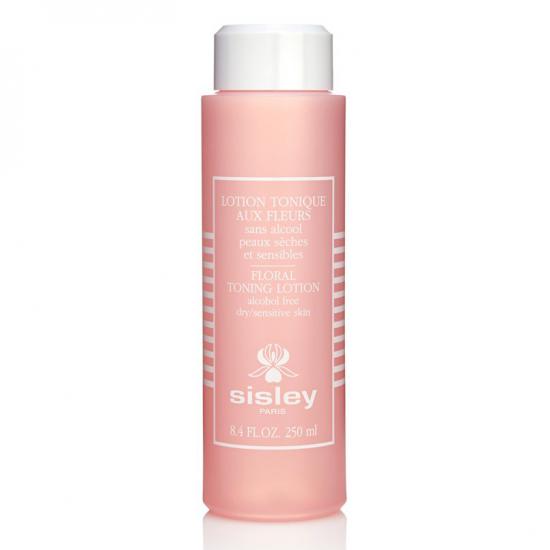 LOTION TONIQUE
AUX FLEURS
sans alcool
peaux sèches
et sensibles
FLORAL
TONING LOTION
alcohol free
dry/sensitive skin
sisley
PARIS
8.4 FL.OZ. 250 ml